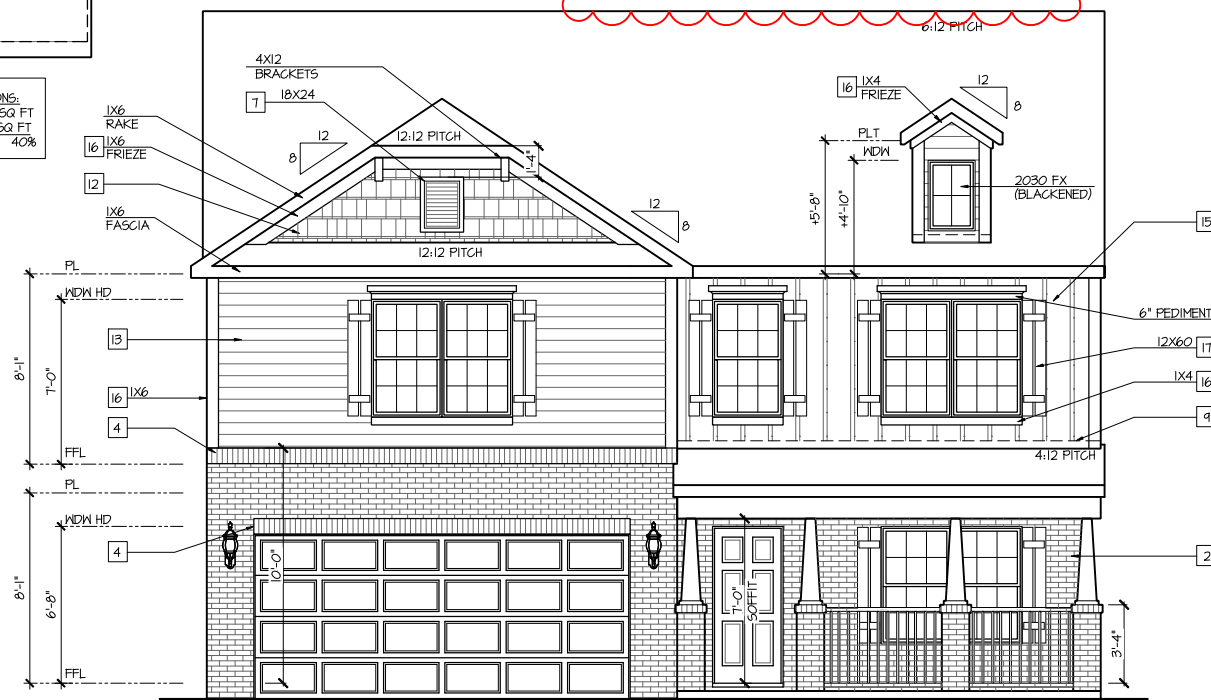 6:12 PITCH
4X12
BRACKETS
7
18X24
16
1X4
FRIEZE
12
8
SQ FT
SQ FT
40%
1X6
RAKE
16
1X6
FRIEZE
12
8
12:12 PITCH
1'-4"
PLT
WDW
12
2030 FX
(BLACKENED)
1X6
FASCIA
12
8
+5'-8"
+4'-10"
15
12:12 PITCH
PL
WDW HD
6" PEDIMENT
13
12X60
17
8'-1"
7'-0"
1X4
16
16
1X6
9
4
FFL
4:12 PITCH
PL
WDW HD
4
2
10'-0"
7'-0"
SOFFIT
8'-1"
6'-8"
3'-4"
FFL